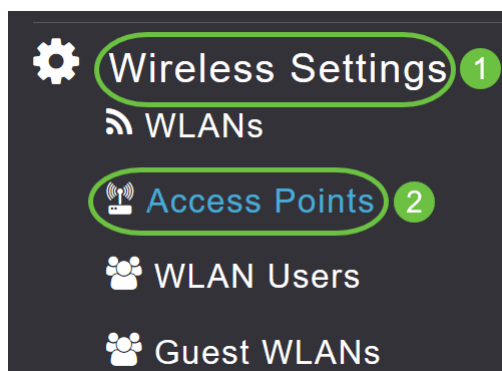 Wireless Settings 1
WLANs
Access Points 2
WLAN Users
Guest WLANs